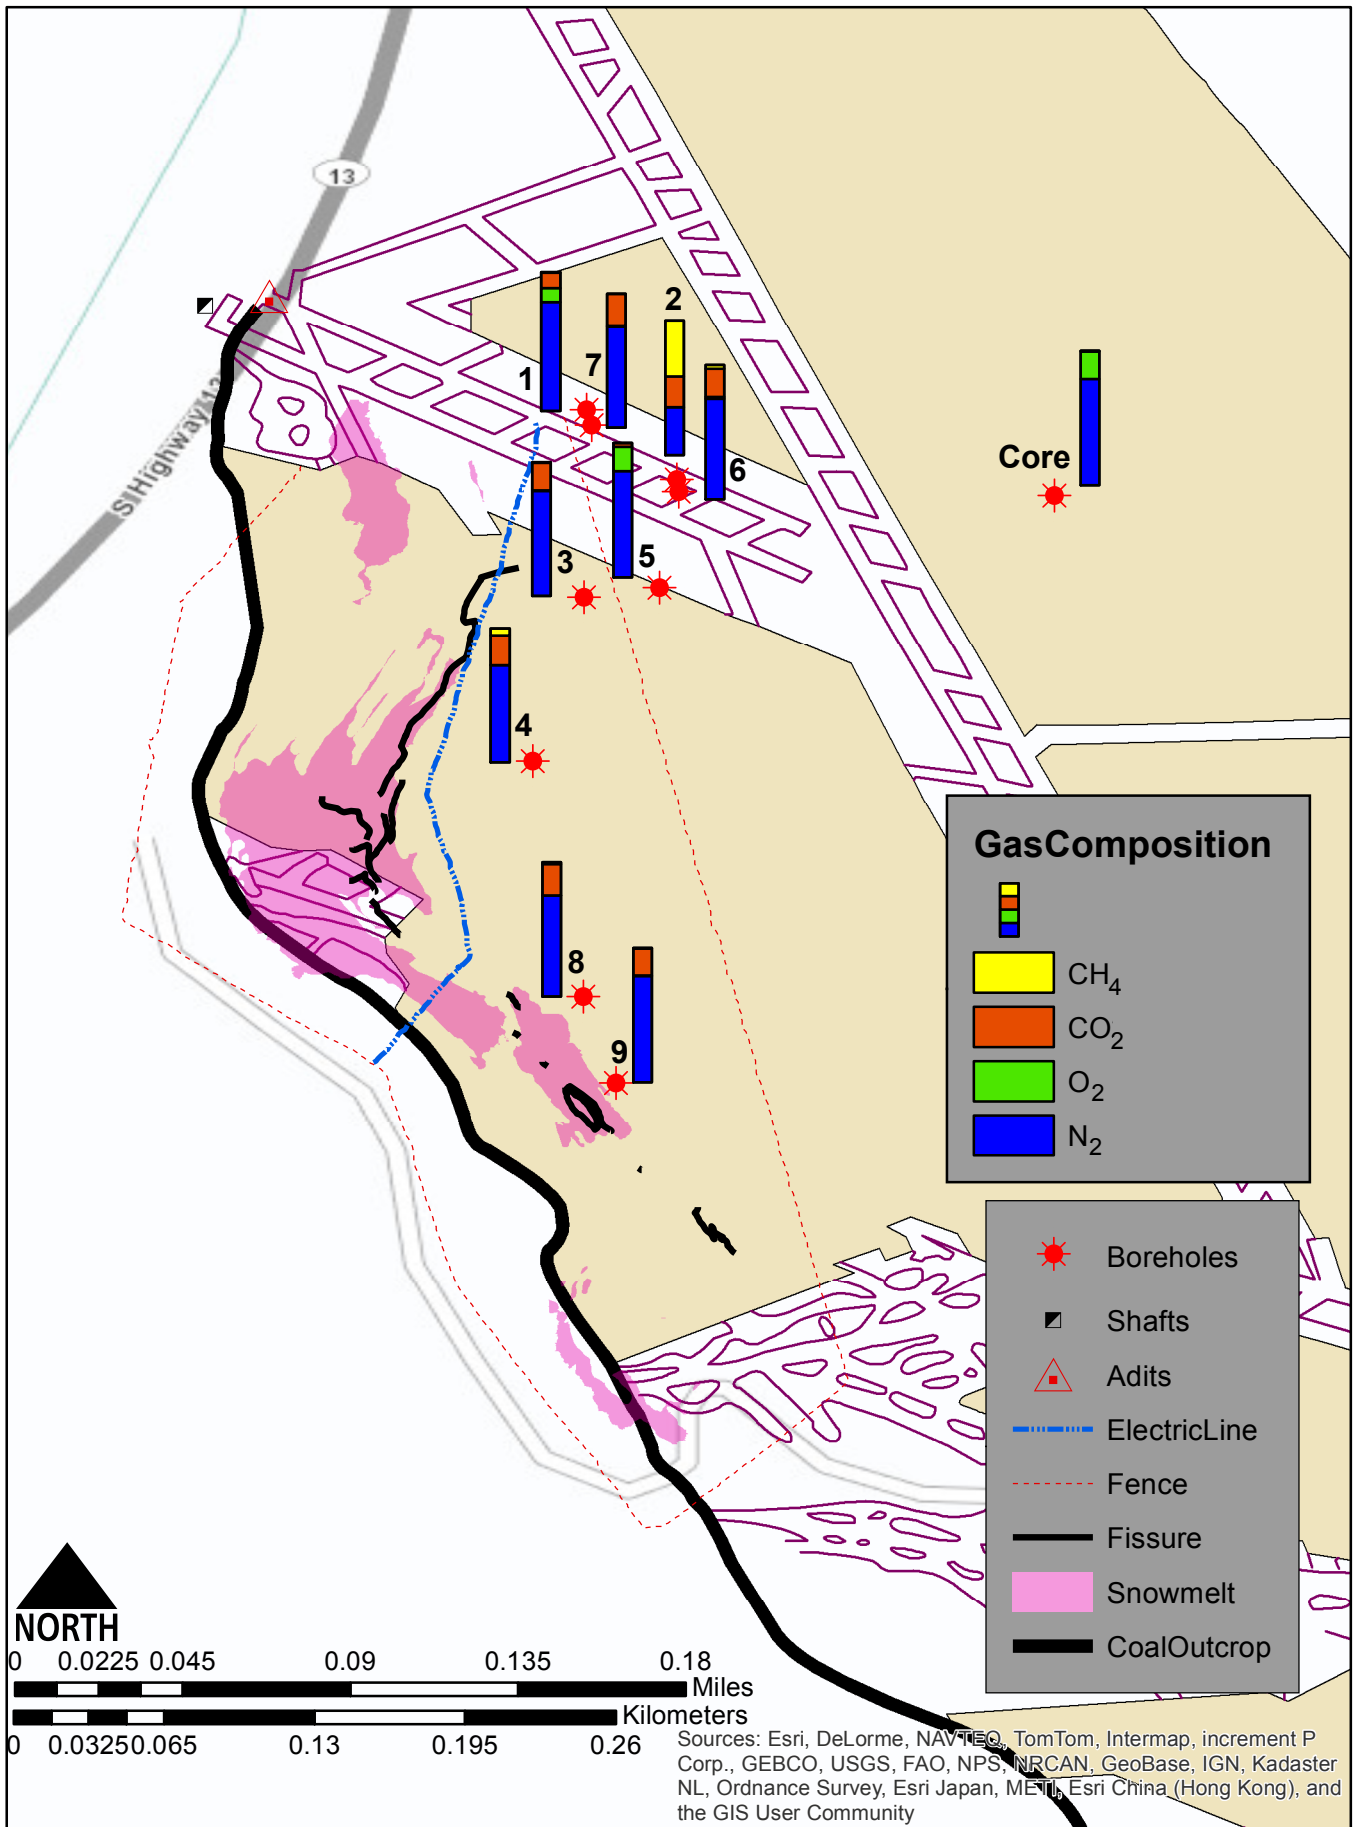 13
S Highway 13
2
7
1
Core
6
3
5
4
8
9
GasComposition
CH4
CO2
O2
N2
Boreholes
Shafts
Adits
ElectricLine
Fence
Fissure
Snowmelt
CoalOutcrop
NORTH
0 0.0225 0.045 0.09 0.135 0.18
Miles
Kilometers
0 0.0325 0.065 0.13 0.195 0.26
Sources: Esri, DeLorme, NAVTEQ, TomTom, Intermap, increment P
Corp., GEBCO, USGS, FAO, NPS, NRCAN, GeoBase, IGN, Kadaster
NL, Ordnance Survey, Esri Japan, METI, Esri China (Hong Kong), and
the GIS User Community